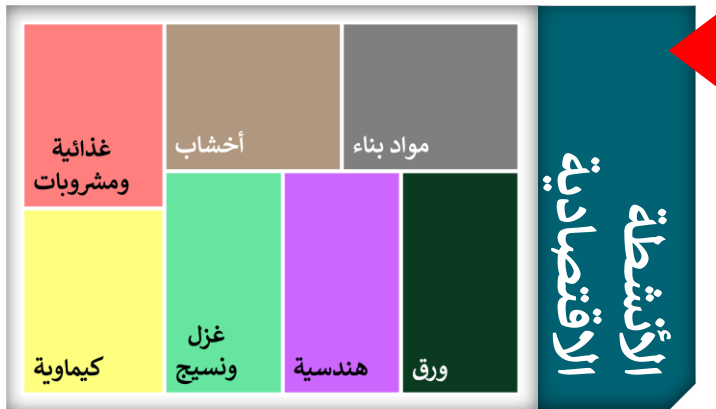 الأنشطة
الاقتصادية
مواد بناء
أخشاب
غذائية
ومشروبات
ورق
هندسية
غزل
ونسيج
كيماوية